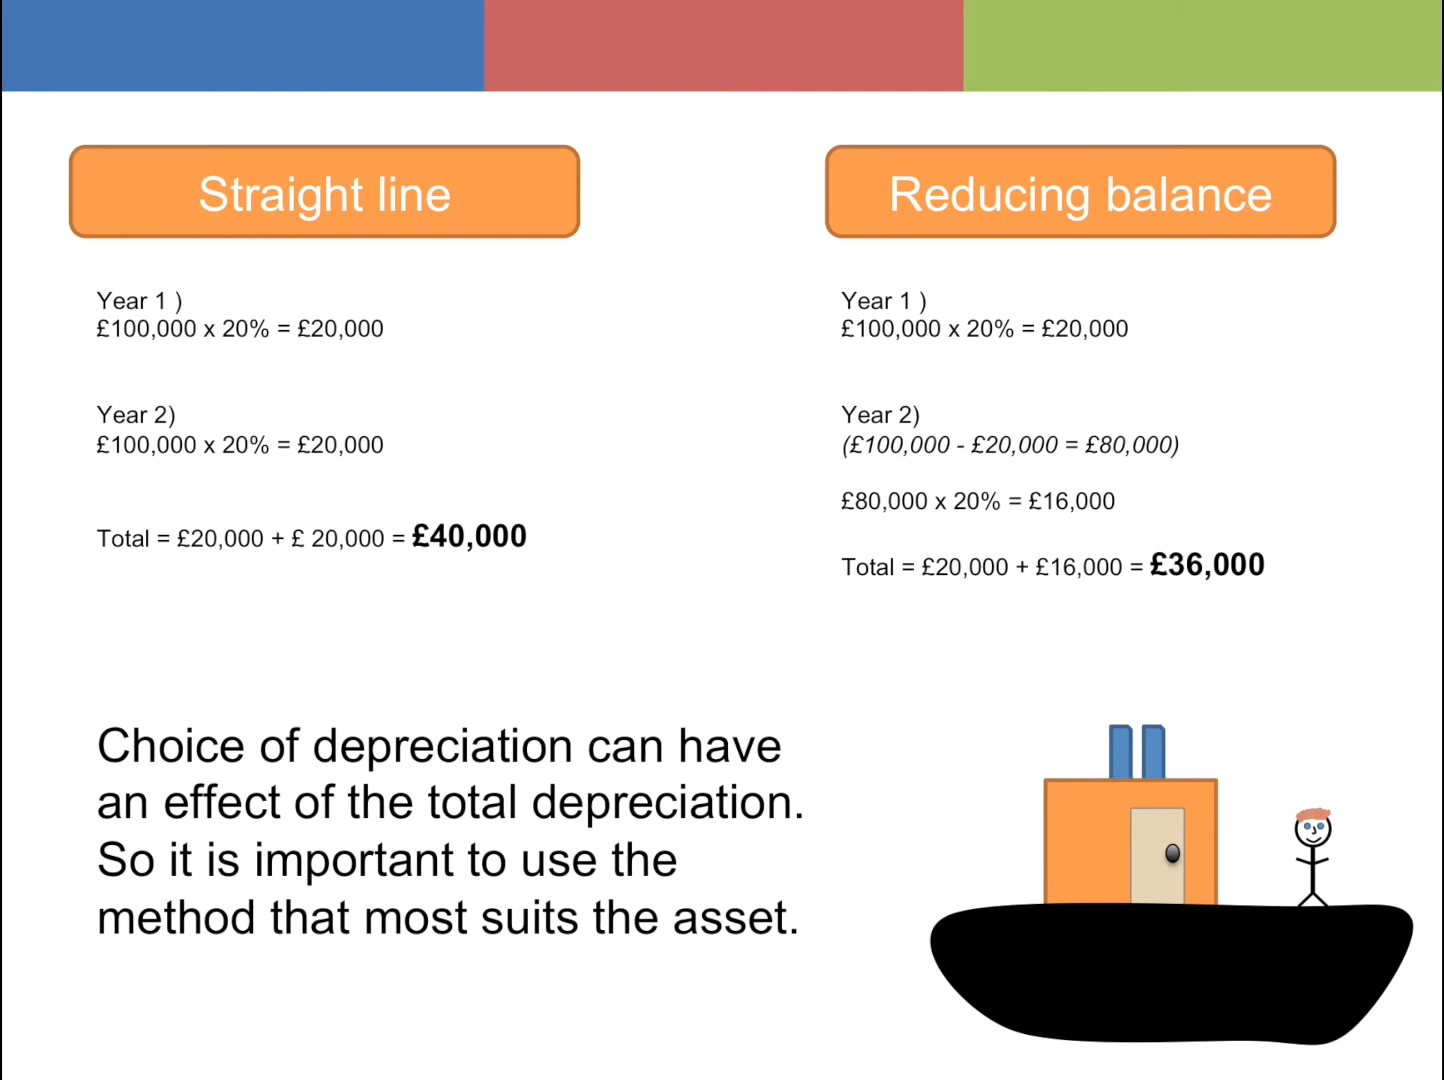 Straight line
Year 1 )
£100,000 x 20% = £20,000
Year 2)
£100,000 x 20% = £20,000
Total = £20,000 + £ 20,000 = £40,000
Reducing balance
Year 1 )
£100,000 x 20% = £20,000
Year 2)
(£100,000 - £20,000 = £80,000)
£80,000 x 20% = £16,000
Total = £20,000 + £16,000 = £36,000
Choice of depreciation can have
an effect of the total depreciation.
So it is important to use the
method that most suits the asset.